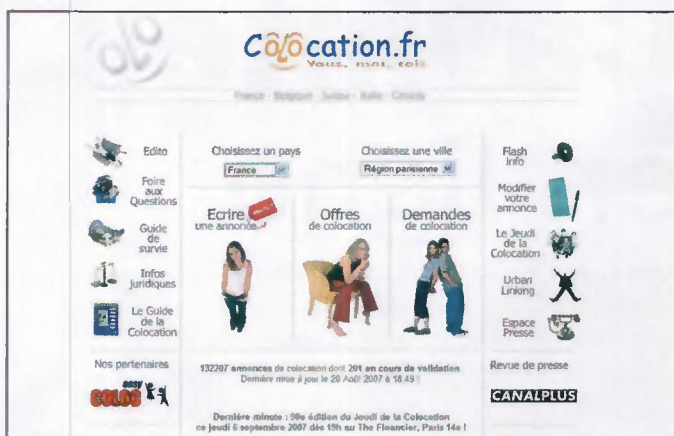 Colocation.fr
Vous, moi, toit
France - Belgique - Suisse - Italie - Canada
Edito
Foire
aux
Questions
Guide
de
survie
Infos
juridiques
Le Guide
de la
Colocation
Nos partenaires
easy
COLOC
Choisissez un pays
France
Choisissez une ville
Région parisienne
Ecrire
une annonce
Offres
de colocation
Demandes
de colocation
132207 annonces de colocation dont 201 en cours de validation
Dernière mise à jour le 20 Août 2007 à 18:49 !
Dernière minute : 99e édition du Jeudi de la Colocation
ce jeudi 6 septembre 2007 dès 19h au The Financier, Paris 14e !
Flash
Info
Modifier
votre
annonce
Le Jeudi
de la
Colocation
Urban
Linking
Espace
Presse
Revue de presse
CANALPLUS